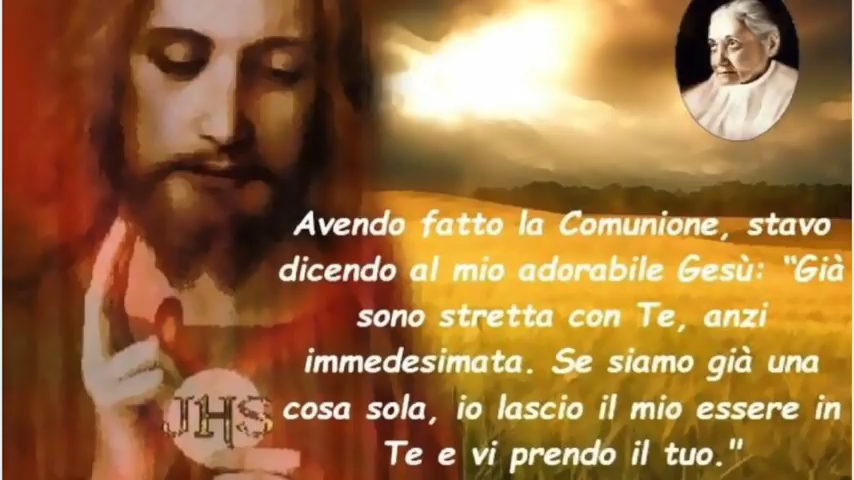 Avendo fatto la Comunione, stavo
dicendo al mio adorabile Gesù: “Già
sono stretta con Te, anzi
immedesimata. Se siamo già una
JHS
cosa sola, io lascio il mio essere in
Te e vi prendo il tuo."